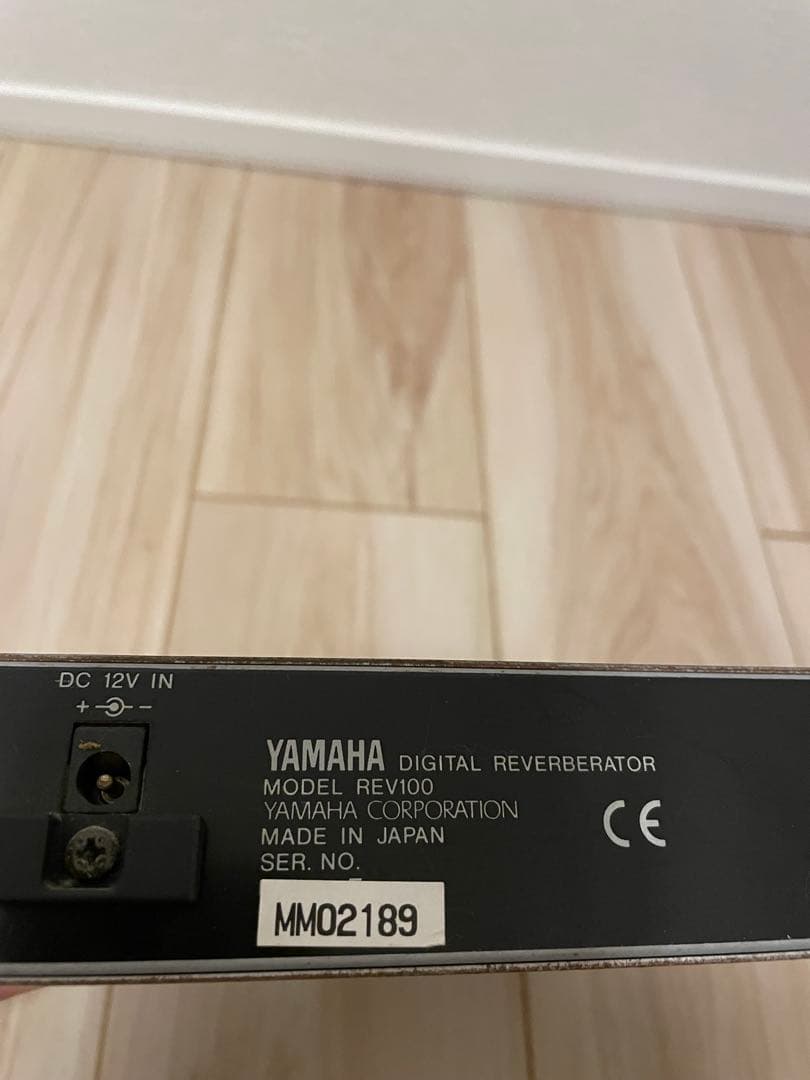 DC 12V IN
+ -
YAMAHA DIGITAL REVERBERATOR
MODEL REV100
YAMAHA CORPORATION
MADE IN JAPAN
SER. NO.
CE
MM02189